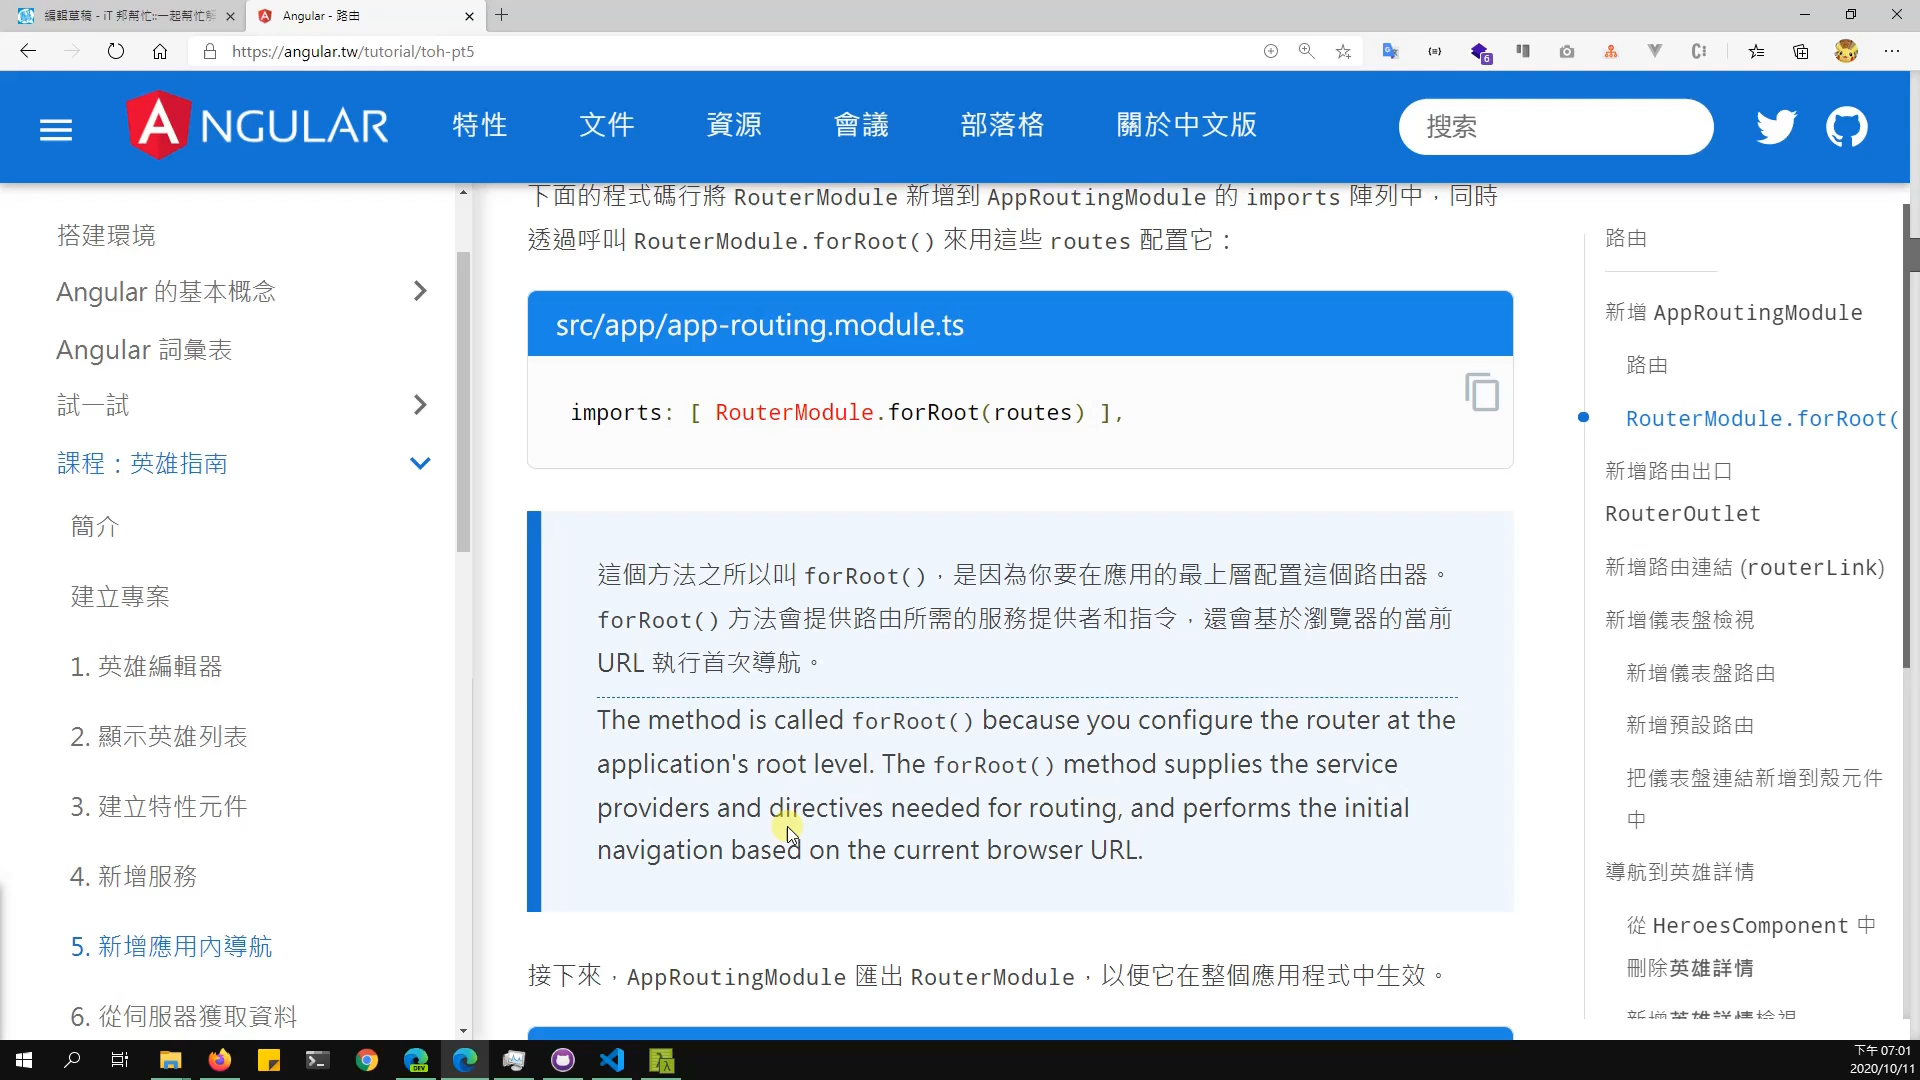 編輯草稿 - iT 邦幫忙::一起幫忙解
Angular - 路由
https://angular.tw/tutorial/toh-pt5
6
ANGULAR
特性
文件
資源
會議
部落格
關於中文版
搜索
搭建環境
Angular 的基本概念
Angular 詞彙表
試一試
課程：英雄指南
簡介
建立專案
1. 英雄編輯器
2. 顯示英雄列表
3. 建立特性元件
4. 新增服務
5. 新增應用內導航
6. 從伺服器獲取資料
下面的程式碼行將 RouterModule 新增到 AppRoutingModule 的 imports 陣列中，同時
透過呼叫 RouterModule.forRoot() 來用這些 routes 配置它：
src/app/app-routing.module.ts
imports: [ RouterModule.forRoot(routes) ],
這個方法之所以叫 forRoot()，是因為你要在應用的最上層配置這個路由器。
forRoot() 方法會提供路由所需的服務提供者和指令，還會基於瀏覽器的當前
URL 執行首次導航。
The method is called forRoot() because you configure the router at the
application's root level. The forRoot() method supplies the service
providers and directives needed for routing, and performs the initial
navigation based on the current browser URL.
接下來，AppRoutingModule 匯出 RouterModule，以便它在整個應用程式中生效。
路由
新增 AppRoutingModule
路由
RouterModule.forRoot(
新增路由出口
RouterOutlet
新增路由連結 (routerLink)
新增儀表盤檢視
新增儀表盤路由
新增預設路由
把儀表盤連結新增到殼元件
中
導航到英雄詳情
從 HeroesComponent 中
刪除英雄詳情
新增英雄詳情檢視
DEV
下午 07:01
2020/10/11